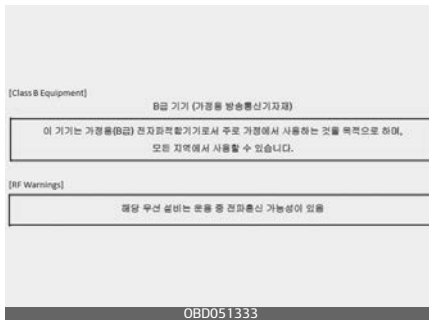 [Class B Equipment]
B급 기기 (가정용 방송통신기자재)
이 기기는 가정용(B급) 전자파적합기기로서 주로 가정에서 사용하는 것을 목적으로 하며,
모든 지역에서 사용할 수 있습니다.
[RF Warnings]
해당 무선 설비는 운용 중 전파혼신 가능성이 있음
OBD051333